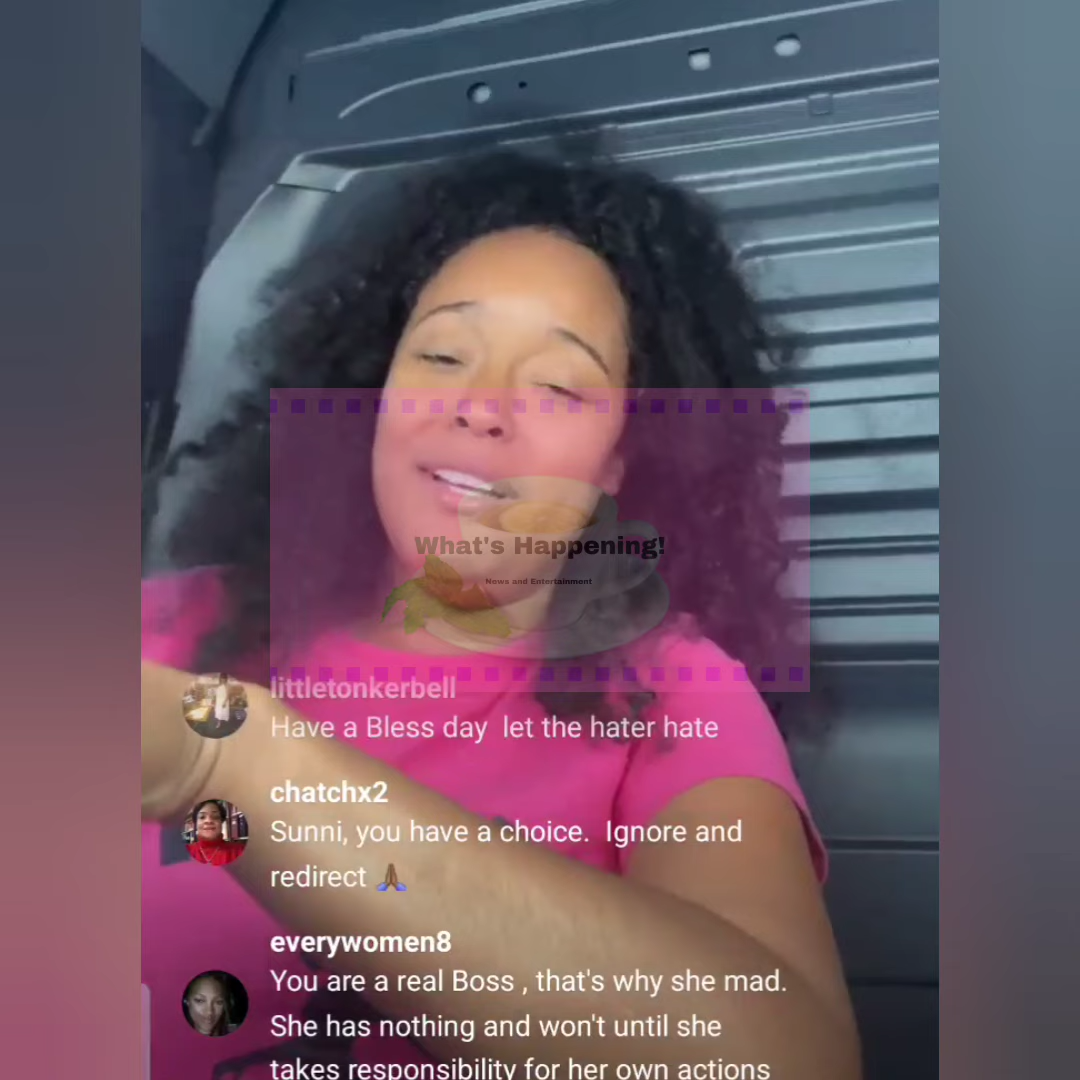 What's Happening!
News and Entertainment
littletonkerbell
Have a Bless day let the hater hate
chatchx2
Sunni, you have a choice. Ignore and
redirect 🙏🏾
everywomen8
You are a real Boss , that's why she mad.
She has nothing and won't until she
takes responsibility for her own actions